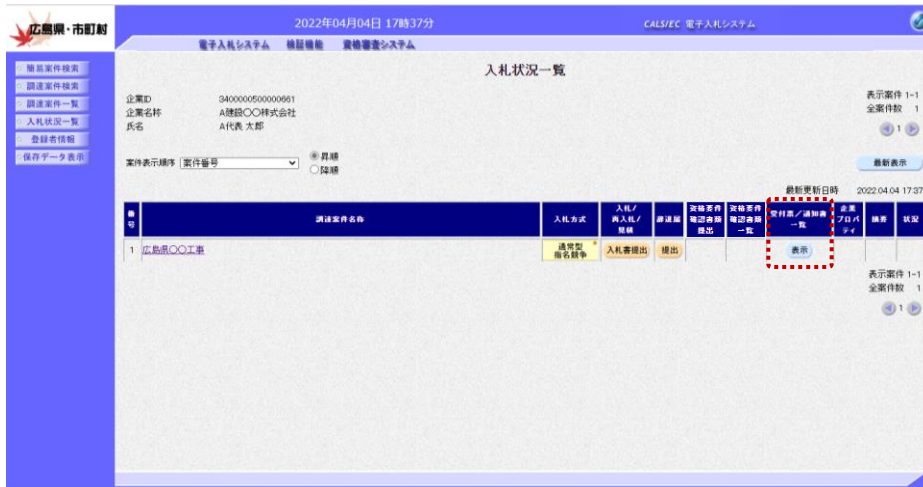 広島県・市町村
2022年04月04日 17時37分
CALS/EC 電子入札システム
電子入札システム 検証機能 資格審査システム
簡易案件検索
調達案件検索
調達案件一覧
入札状況一覧
登録者情報
保存データ表示
入札状況一覧
企業ID 3400000500000661
企業名称 A建設〇〇株式会社
氏名 A代表 太郎
表示案件 1-1
全案件数 1
1
案件表示順序 案件番号
昇順
降順
最新表示
最新更新日時 2022.04.04 17:37
番号 調達案件名称 入札方式 入札/再入札/見積 辞退届 資格要件確認書類提出 資格要件確認書類一覧 受付票/通知書一覧 企業プロパティ 摘要 状況
1 広島県〇〇工事 通常型指名競争 入札書提出 提出 表示
表示案件 1-1
全案件数 1
1